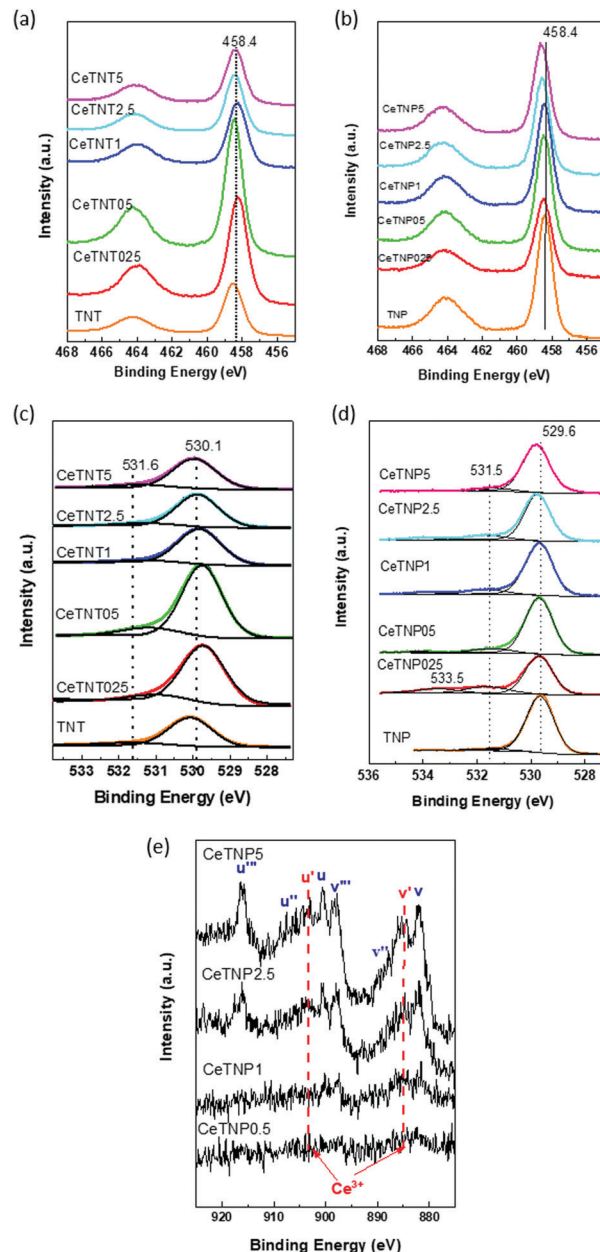 (a)
458.4
CeTNT5
CeTNT2.5
CeTNT1
CeTNT05
CeTNT025
TNT
Intensity (a.u.)
468 466 464 462 460 458 456
Binding Energy (eV)
(b)
458.4
CeTNP5
CeTNP2.5
CeTNP1
CeTNP05
CeTNP025
TNP
Intensity (a.u.)
468 466 464 462 460 458 456
Binding Energy (eV)
(c)
530.1
531.6
CeTNT5
CeTNT2.5
CeTNT1
CeTNT05
CeTNT025
TNT
Intensity (a.u.)
533 532 531 530 529 528
Binding Energy (eV)
(d)
529.6
531.5
CeTNP5
CeTNP2.5
CeTNP1
CeTNP05
CeTNP025
533.5
TNP
Intensity (a.u.)
536 534 532 530 528
Binding Energy (eV)
(e)
CeTNP5
u''' u'' u' u v''' v'' v' v
CeTNP2.5
CeTNP1
CeTNP0.5
Ce³⁺
Intensity (a.u.)
920 910 900 890 880
Binding Energy (eV)